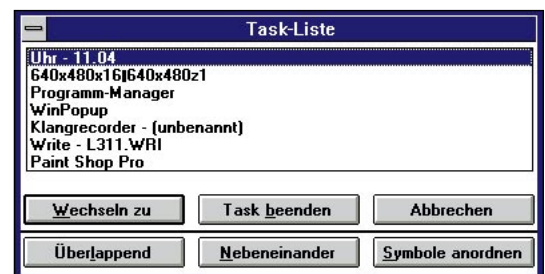 Task-Liste
Uhr - 11.04
640x480x16‖640x480z1
Programm-Manager
WinPopup
Klangrecorder - (unbenannt)
Write - L311.WRI
Paint Shop Pro
Wechseln zu
Task beenden
Abbrechen
Überlappend
Nebeneinander
Symbole anordnen